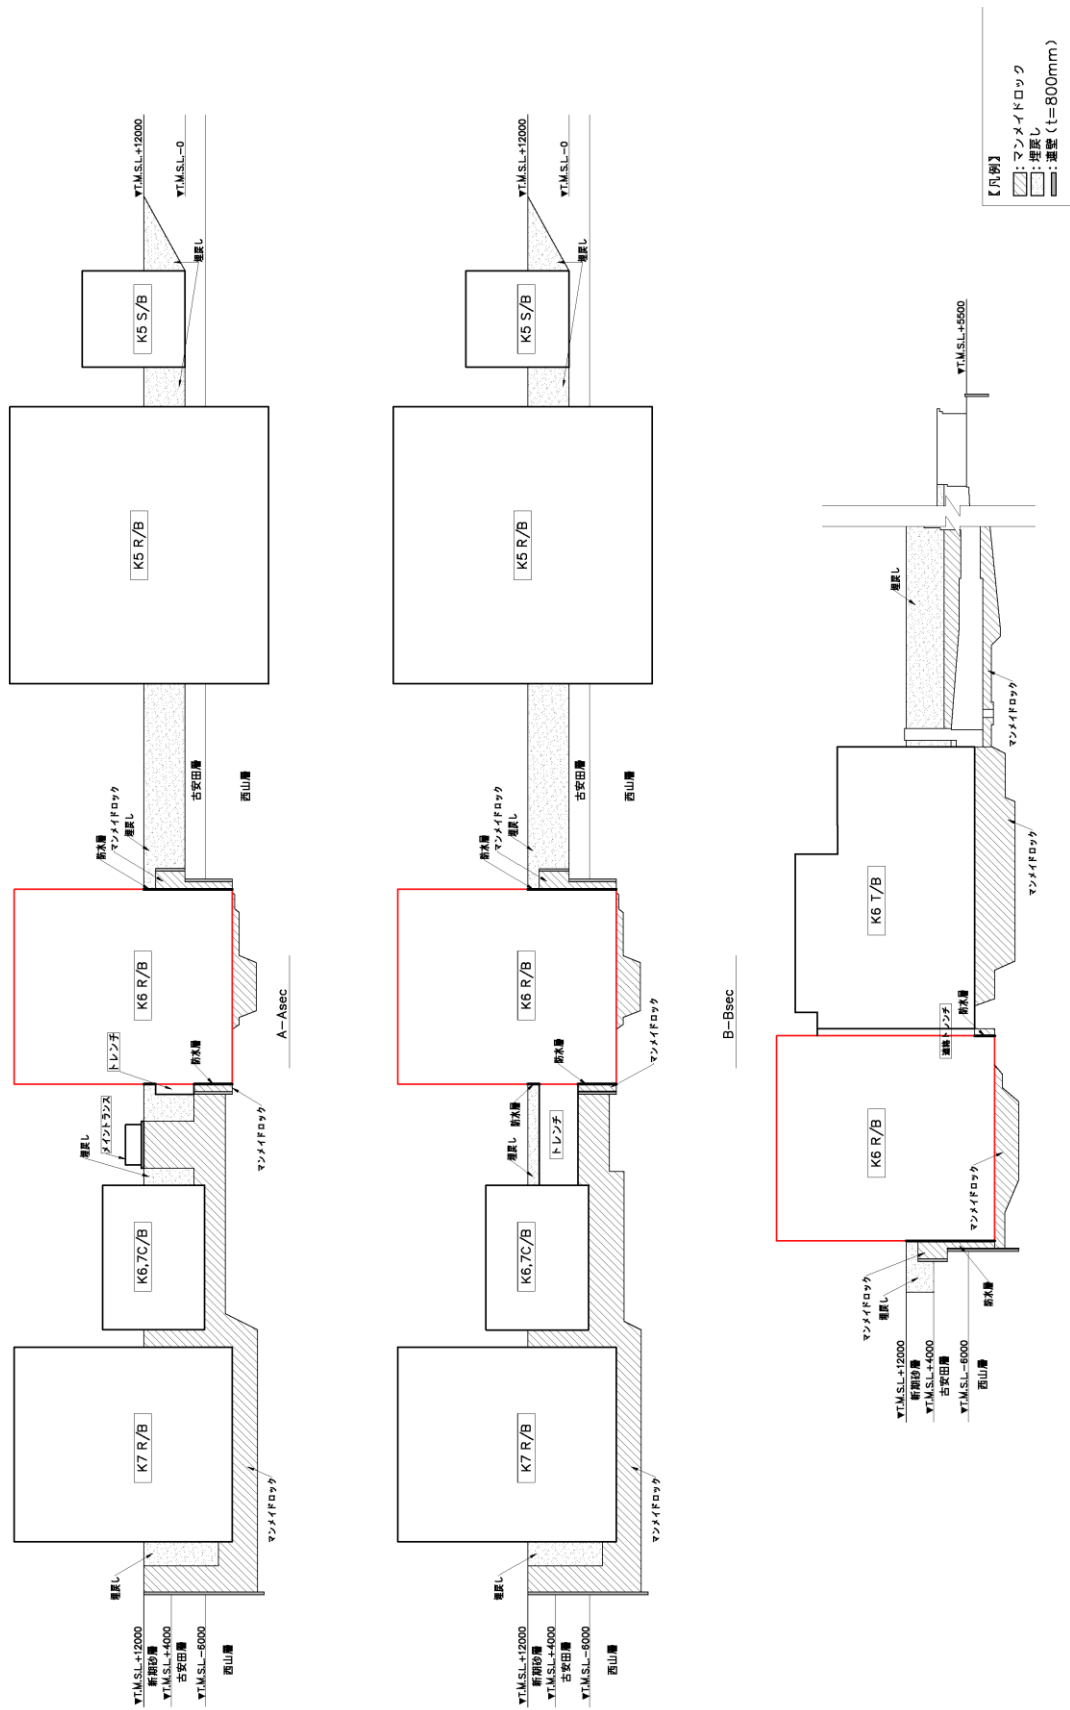 ▼T.M.S.L.+12000
新期砂層
▼T.M.S.L.+4000
古安田層
▼T.M.S.L.-6000
西山層
埋戻し
K7 R/B
マンメイドロック
K6,7C/B
埋戻し
メイントランス
トレンチ
防水層
マンメイドロック
K6 R/B
防水層
マンメイドロック
埋戻し
古安田層
西山層
K5 R/B
K5 S/B
埋戻し
▼T.M.S.L.+12000
▼T.M.S.L.-0
A-Asec
▼T.M.S.L.+12000
新期砂層
▼T.M.S.L.+4000
古安田層
▼T.M.S.L.-6000
西山層
埋戻し
K7 R/B
マンメイドロック
K6,7C/B
埋戻し
防水層
トレンチ
防水層
マンメイドロック
K6 R/B
防水層
マンメイドロック
埋戻し
古安田層
西山層
K5 R/B
K5 S/B
埋戻し
▼T.M.S.L.+12000
▼T.M.S.L.-0
B-Bsec
▼T.M.S.L.+12000
新期砂層
▼T.M.S.L.+4000
古安田層
▼T.M.S.L.-6000
西山層
マンメイドロック
埋戻し
防水層
K6 R/B
マンメイドロック
連絡トレンチ
防水層
K6 T/B
マンメイドロック
マンメイドロック
埋戻し
▼T.M.S.L.+5500
【凡例】
:マンメイドロック
:埋戻し
:連壁(t=800mm)